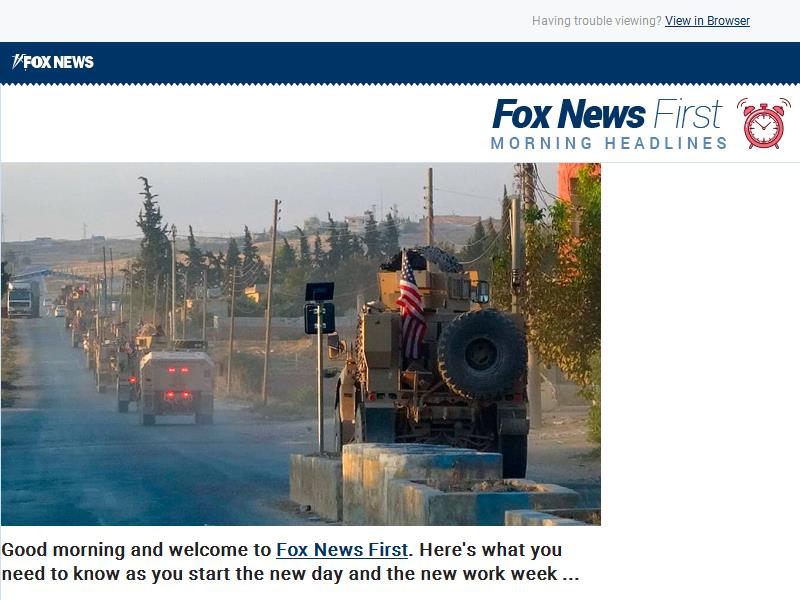 Having trouble viewing? View in Browser
FOX NEWS
Fox News First
MORNING HEADLINES
Good morning and welcome to Fox News First. Here's what you
need to know as you start the new day and the new work week ...